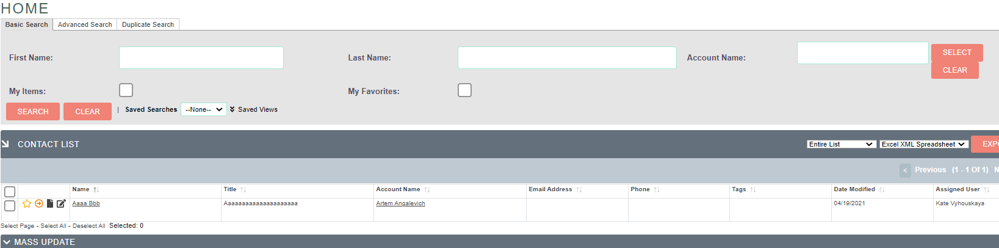 HOME
Basic Search Advanced Search Duplicate Search
First Name: Last Name: Account Name: SELECT
CLEAR
My Items: My Favorites:
SEARCH CLEAR | Saved Searches --None-- Saved Views
CONTACT LIST Entire List Excel XML Spreadsheet EXPO
< Previous (1 - 1 Of 1) N
Name Title Account Name Email Address Phone Tags Date Modified Assigned User
Aaaa Bbb Aaaaaaaaaaaaaaaaaaaaa Artem Angalevich 04/19/2021 Kate Vyhouskaya
Select Page - Select All - Deselect All Selected: 0
MASS UPDATE